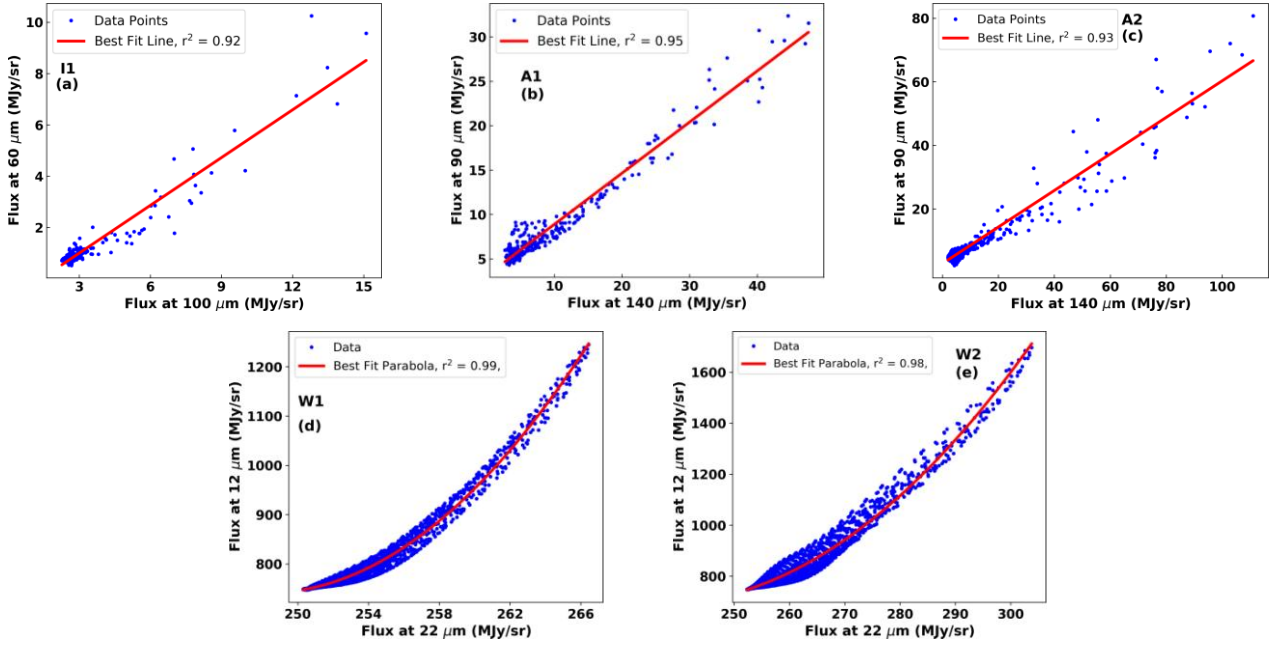 Data Points
Best Fit Line, r² = 0.92
I1
(a)
10
8
6
4
2
3
6
9
12
15
Flux at 60 μm (MJy/sr)
Flux at 100 μm (MJy/sr)
Data Points
Best Fit Line, r² = 0.95
A1
(b)
30
25
20
15
10
5
10
20
30
40
Flux at 90 μm (MJy/sr)
Flux at 140 μm (MJy/sr)
Data Points
Best Fit Line, r² = 0.93
A2
(c)
80
60
40
20
0
20
40
60
80
100
Flux at 90 μm (MJy/sr)
Flux at 140 μm (MJy/sr)
Data
Best Fit Parabola, r² = 0.99,
W1
(d)
1200
1100
1000
900
800
250
254
258
262
266
Flux at 12 μm (MJy/sr)
Flux at 22 μm (MJy/sr)
Data
Best Fit Parabola, r² = 0.98,
W2
(e)
1600
1400
1200
1000
800
250
260
270
280
290
300
Flux at 12 μm (MJy/sr)
Flux at 22 μm (MJy/sr)